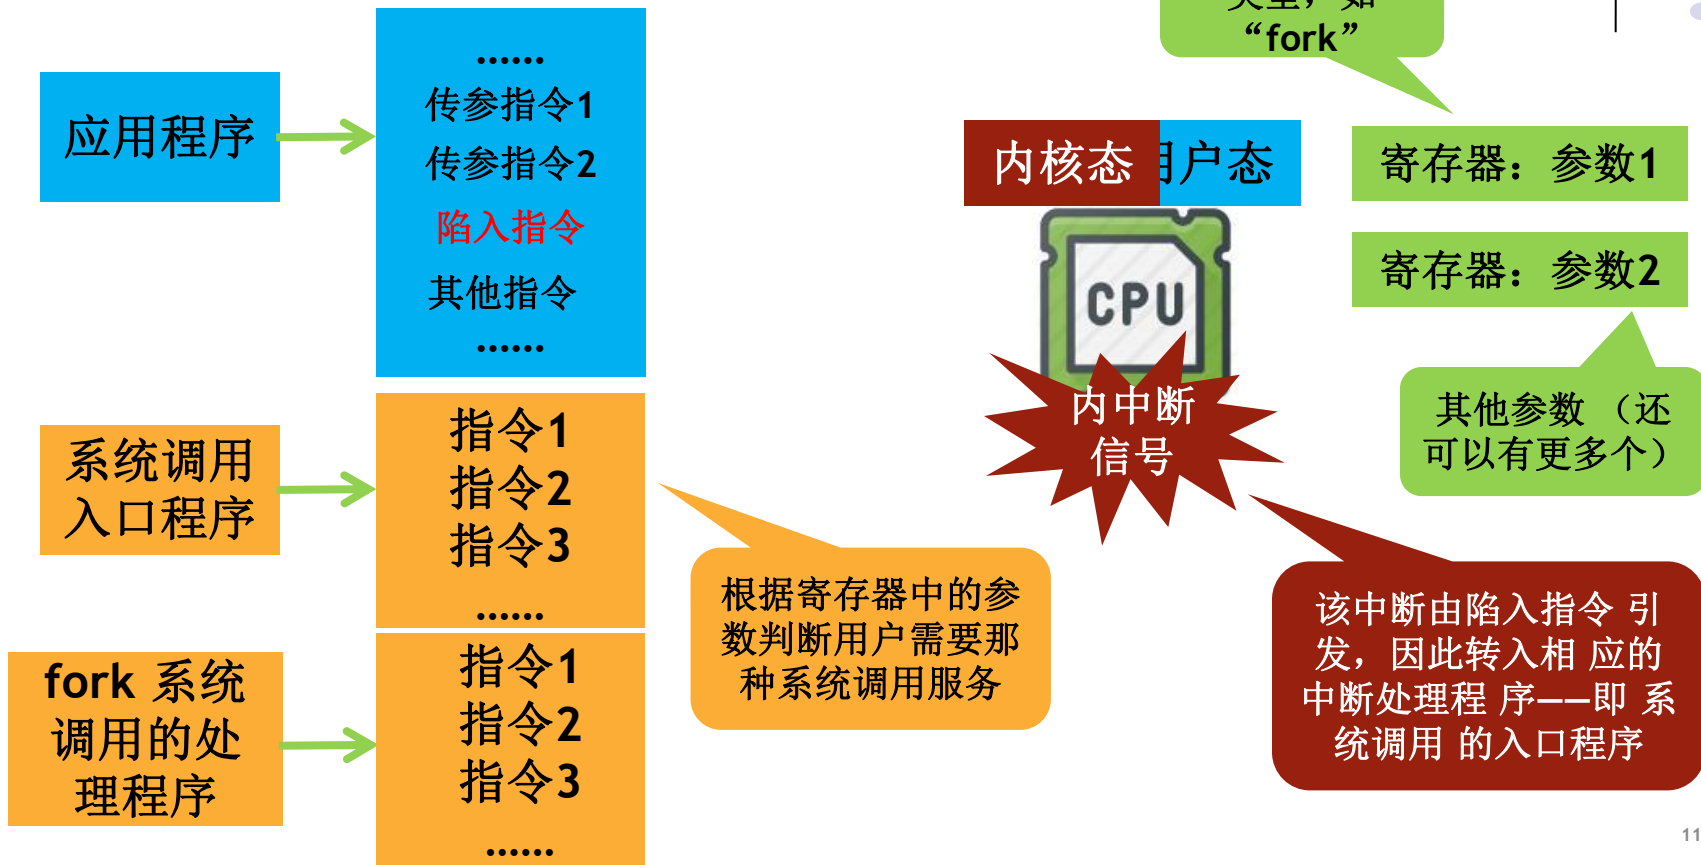 应用程序
......
传参指令1
传参指令2
陷入指令
其他指令
......
系统调用
入口程序
指令1
指令2
指令3
......
fork 系统
调用的处
理程序
指令1
指令2
指令3
......
根据寄存器中的参
数判断用户需要那
种系统调用服务
“fork”
内核态
户态
CPU
内中断
信号
寄存器：参数1
寄存器：参数2
其他参数 （还
可以有更多个）
该中断由陷入指令 引
发，因此转入相 应的
中断处理程 序——即 系
统调用 的入口程序
11